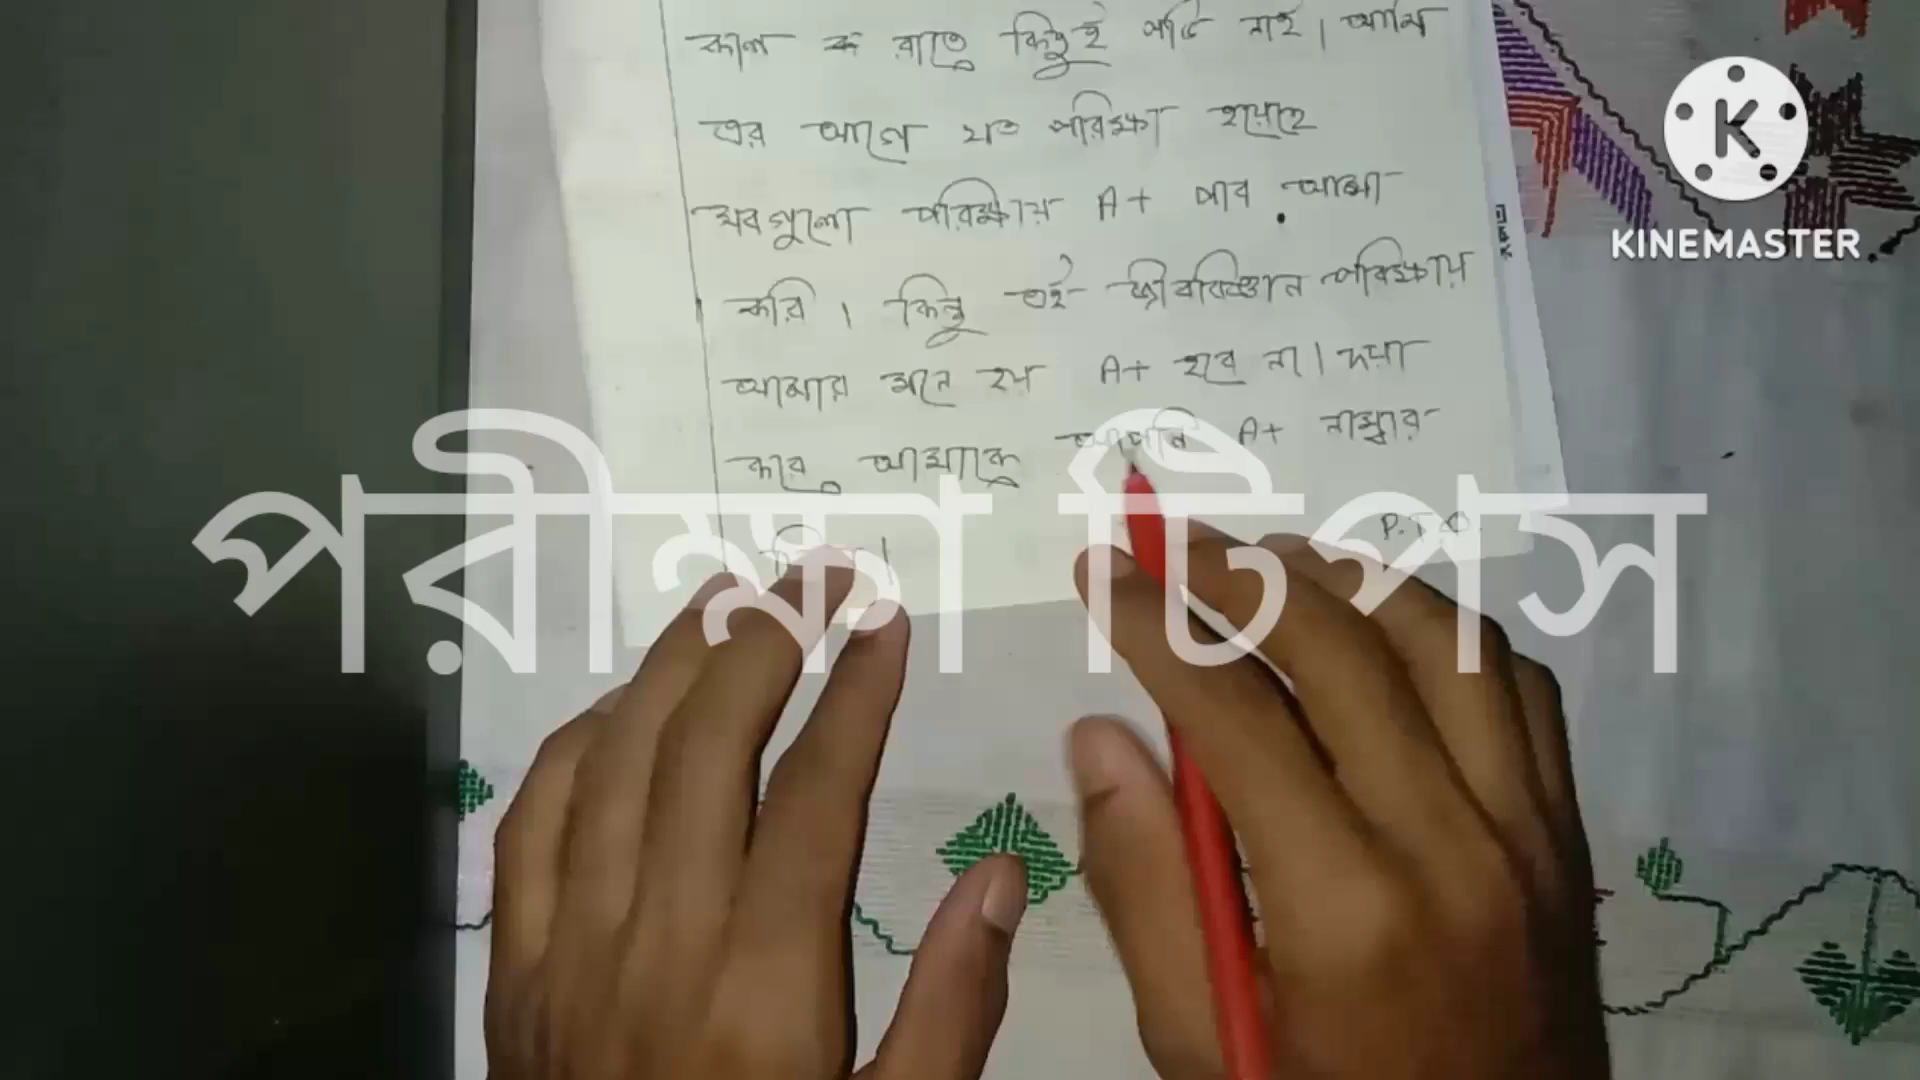 কাল ক রাতে কিছুই পড়ি নাই। আমি
এর আগে যত পরিক্ষা হয়েছে
সবগুলো পরিক্ষায় A+ পাব আশা
করি। কিন্তু এই জীববিজ্ঞান পরিক্ষায়
আমার মনে হয় A+ হবে না। দয়া
করে আমাকে আপনি A+ নাম্বার
P.T.O.
পরীক্ষা টিপস
KINEMASTER